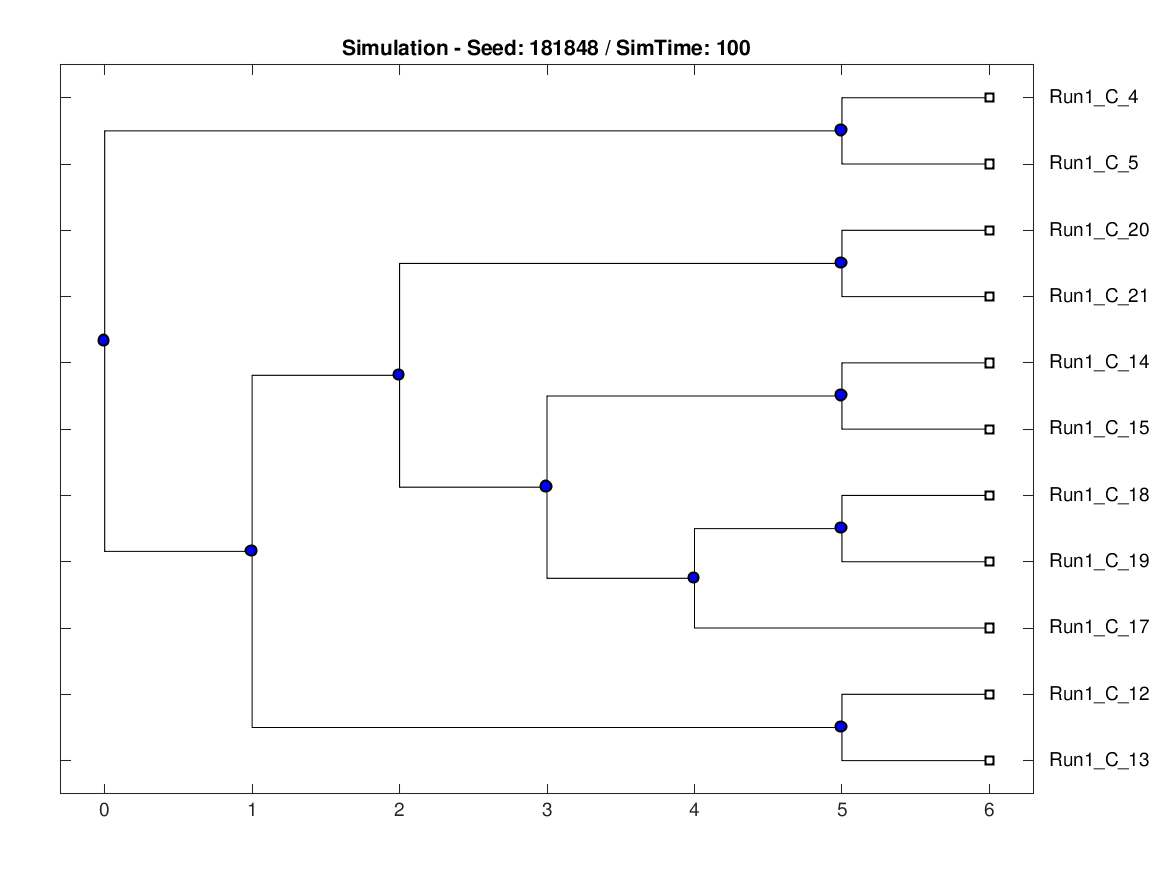 Simulation - Seed: 181848 / SimTime: 100
Run1_C_4
Run1_C_5
Run1_C_20
Run1_C_21
Run1_C_14
Run1_C_15
Run1_C_18
Run1_C_19
Run1_C_17
Run1_C_12
Run1_C_13
0 1 2 3 4 5 6